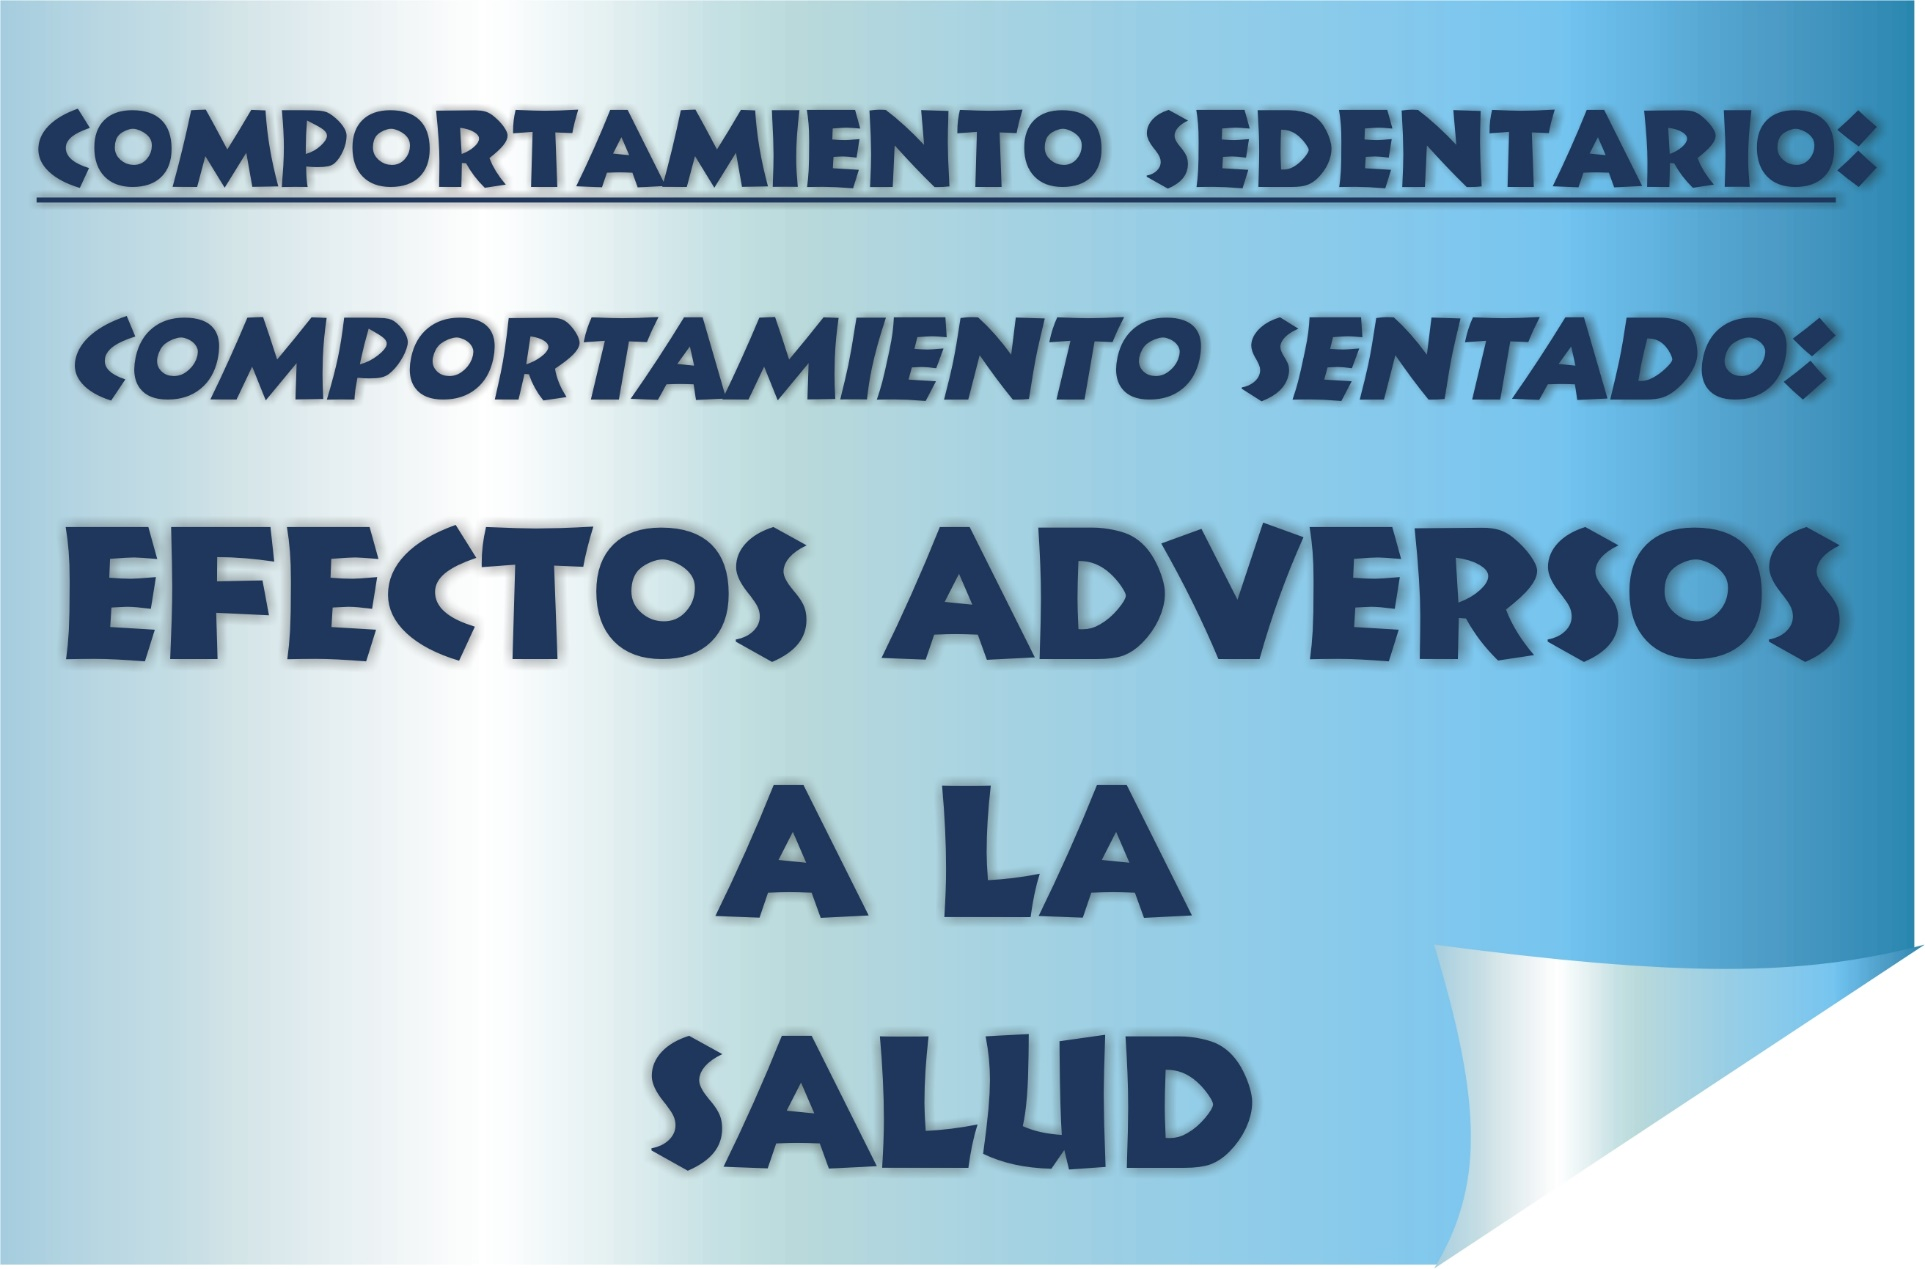 COMPORTAMIENTO SEDENTARIO:
COMPORTAMIENTO SENTADO:
EFECTOS ADVERSOS
A LA
SALUD